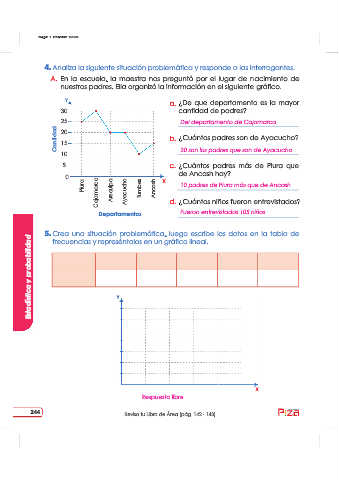 4. Analiza la siguiente situación problemática y responde a las interrogantes.
A. En la escuela, la maestra nos preguntó por el lugar de nacimiento de
nuestros padres. Ella organizó la información en el siguiente gráfico.
Y
30
25
20
15
10
5
0
X
Cantidad
Piura
Cajamarca
Arequipa
Ayacucho
Tumbes
Ancash
Departamentos
a. ¿De que departamento es la mayor
cantidad de padres?
Del departamento de Cajamarca
b. ¿Cuántos padres son de Ayacucho?
20 son los padres que son de Ayacucho
c. ¿Cuántos padres más de Piura que
de Ancash hay?
10 padres de Piura más que de Ancash
d. ¿Cuántos niños fueron entrevistados?
Fueron entrevistados 105 niños
5. Crea una situación problemática, luego escribe los datos en la tabla de
frecuencias y represéntalos en un gráfico lineal.
Y
X
Respuesta libre
Estadística y probabilidad
244
Revisa tu Libro de Área (pág. 142 - 143)